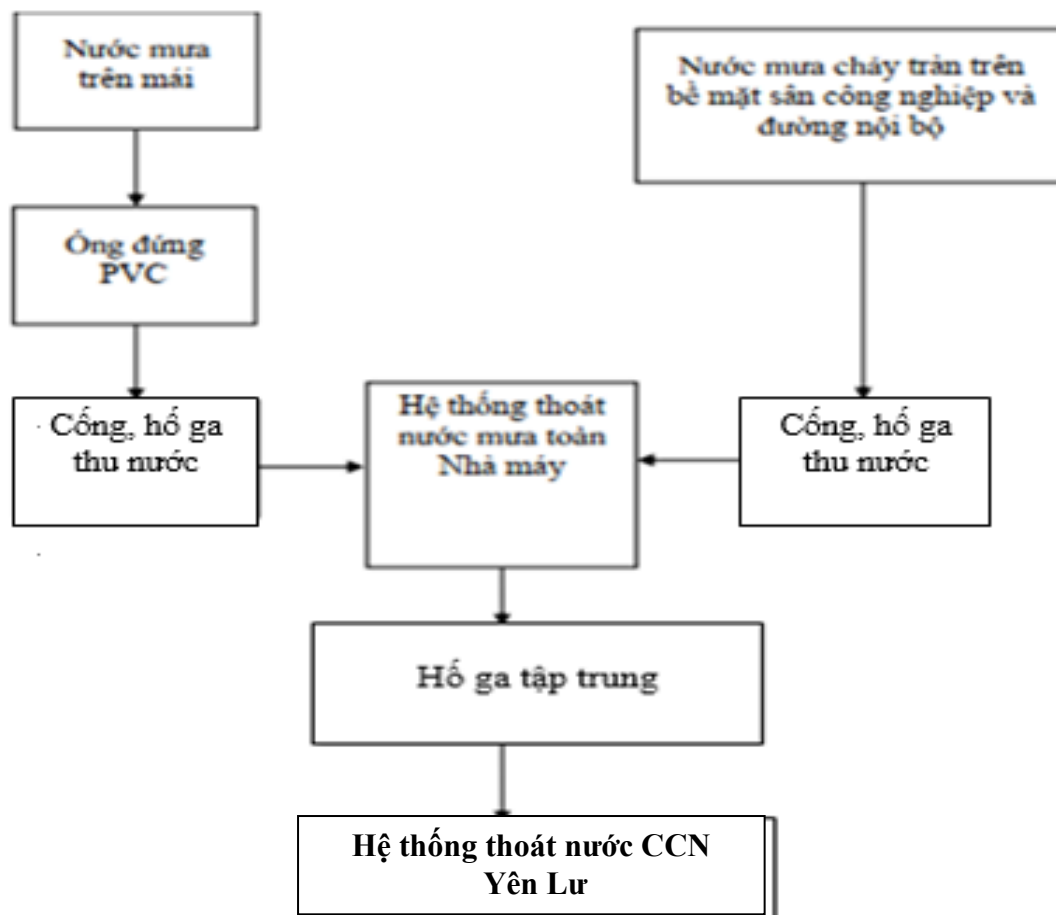 Nước mưa
trên mái
Nước mưa chảy tràn trên
bề mặt sân công nghiệp và
đường nội bộ
Ống đứng
PVC
Cống, hố ga
thu nước
Hệ thống thoát
nước mưa toàn
Nhà máy
Cống, hố ga
thu nước
Hố ga tập trung
Hệ thống thoát nước CCN
Yên Lư